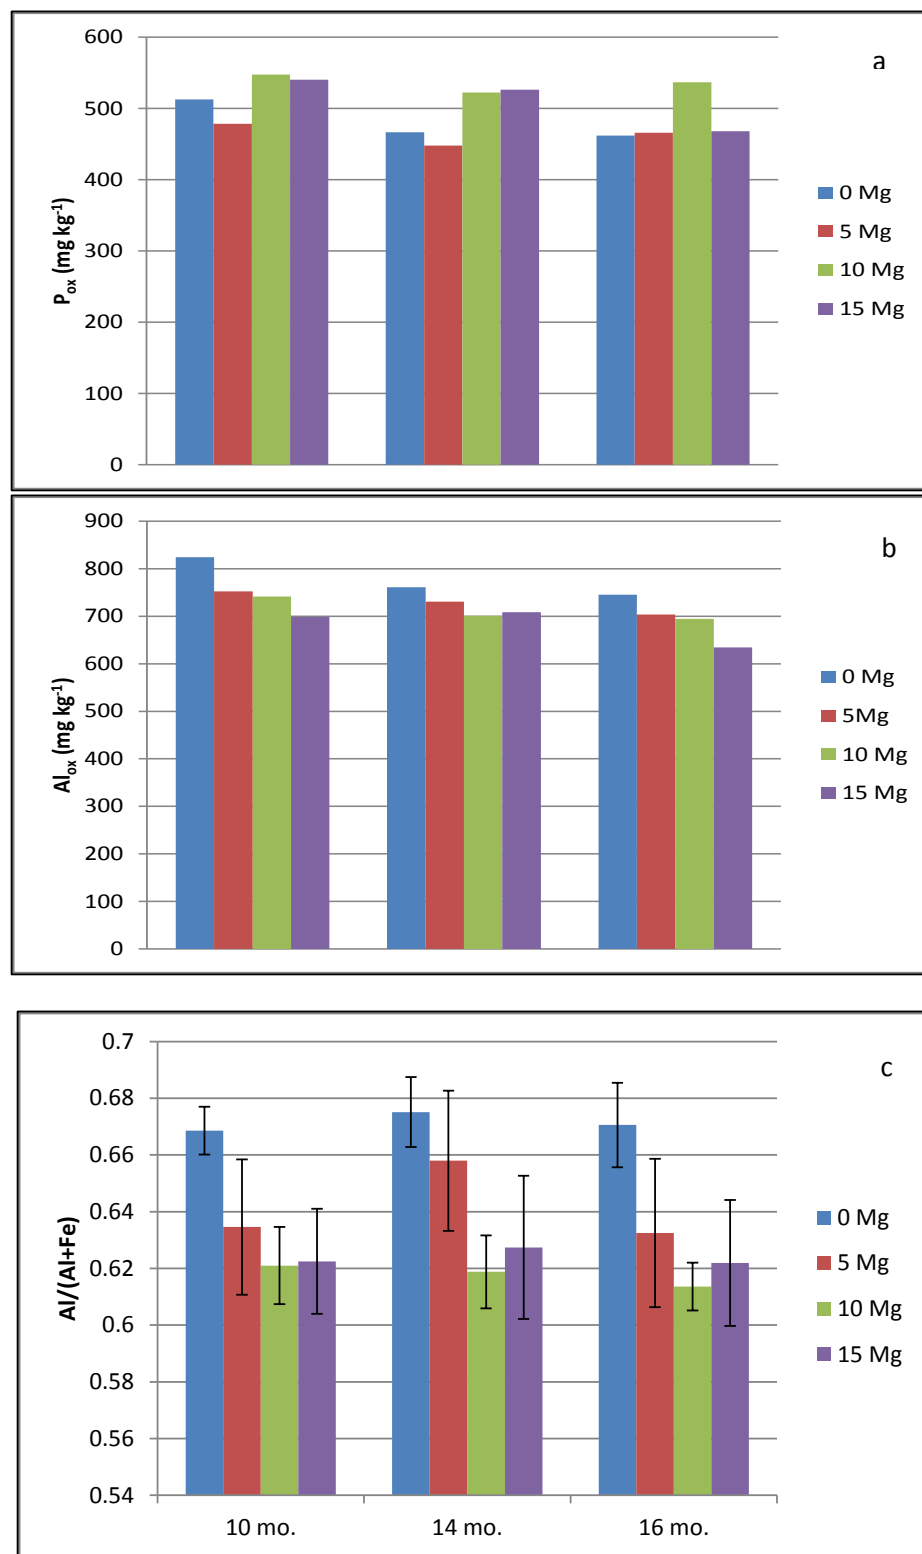 600
500
400
300
200
100
0
Pox (mg kg-1)
a
0 Mg
5 Mg
10 Mg
15 Mg
900
800
700
600
500
400
300
200
100
0
Alox (mg kg-1)
b
0 Mg
5Mg
10 Mg
15 Mg
0.7
0.68
0.66
0.64
0.62
0.6
0.58
0.56
0.54
Al/(Al+Fe)
c
0 Mg
5 Mg
10 Mg
15 Mg
10 mo. 14 mo. 16 mo.